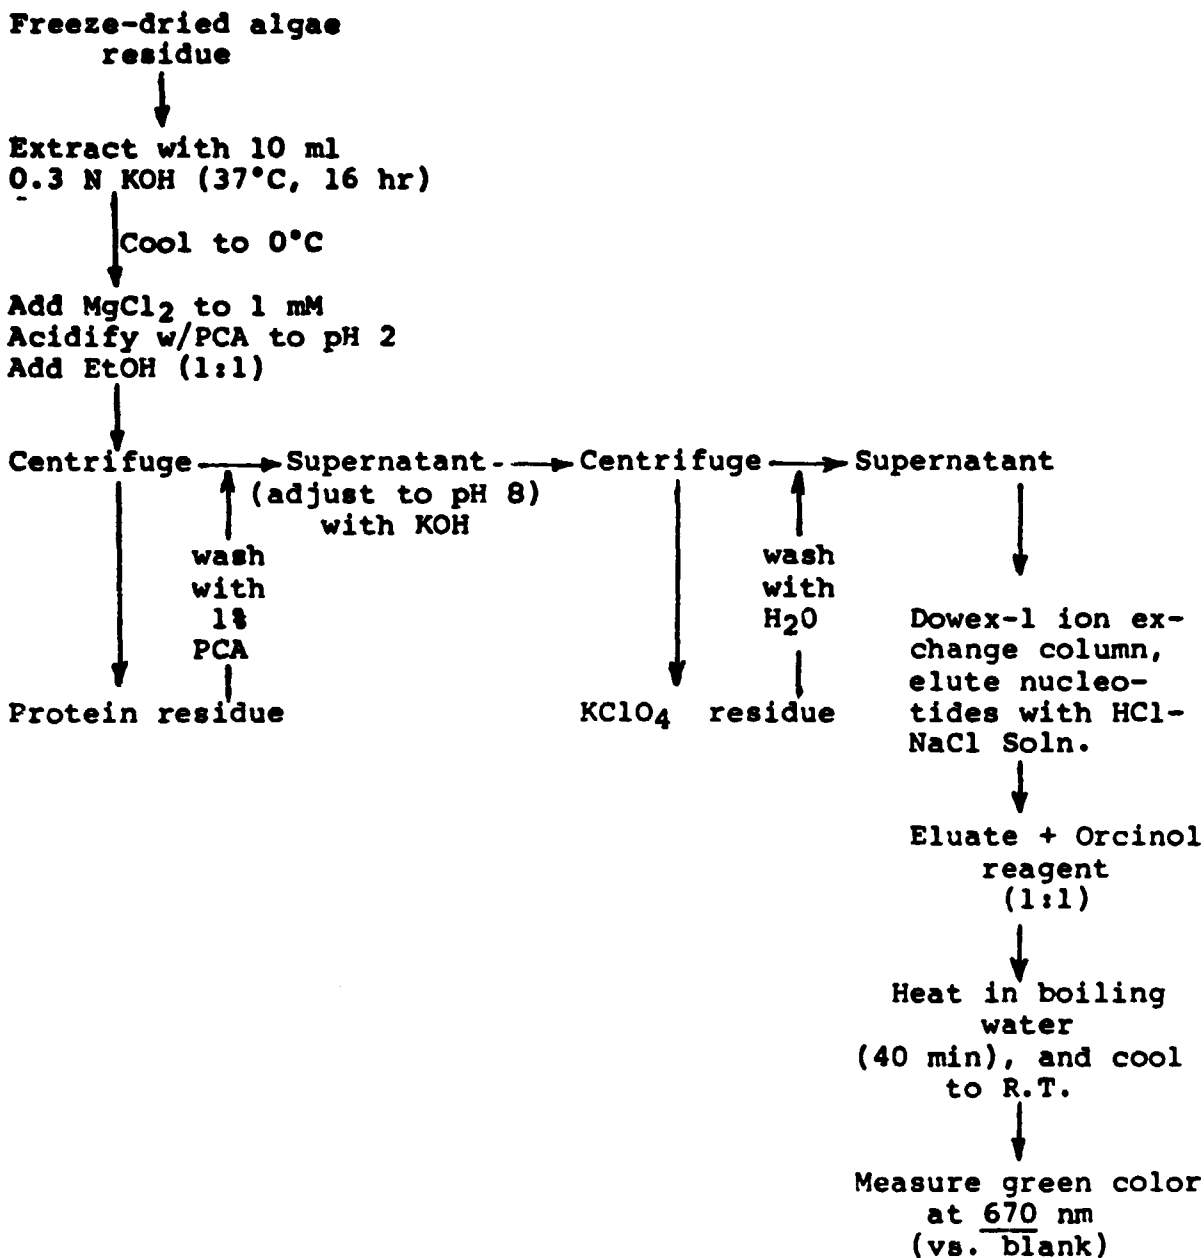 Freeze-dried algae
residue
Extract with 10 ml
0.3 N KOH (37°C, 16 hr)
Cool to 0°C
Add MgCl2 to 1 mM
Acidify w/PCA to pH 2
Add EtOH (1:1)
Centrifuge
Supernatant
(adjust to pH 8)
with KOH
Centrifuge
Supernatant
wash
with
1%
PCA
wash
with
H2O
Protein residue
KClO4 residue
Dowex-1 ion ex-
change column,
elute nucleo-
tides with HCl-
NaCl Soln.
Eluate + Orcinol
reagent
(1:1)
Heat in boiling
water
(40 min), and cool
to R.T.
Measure green color
at 670 nm
(vs. blank)